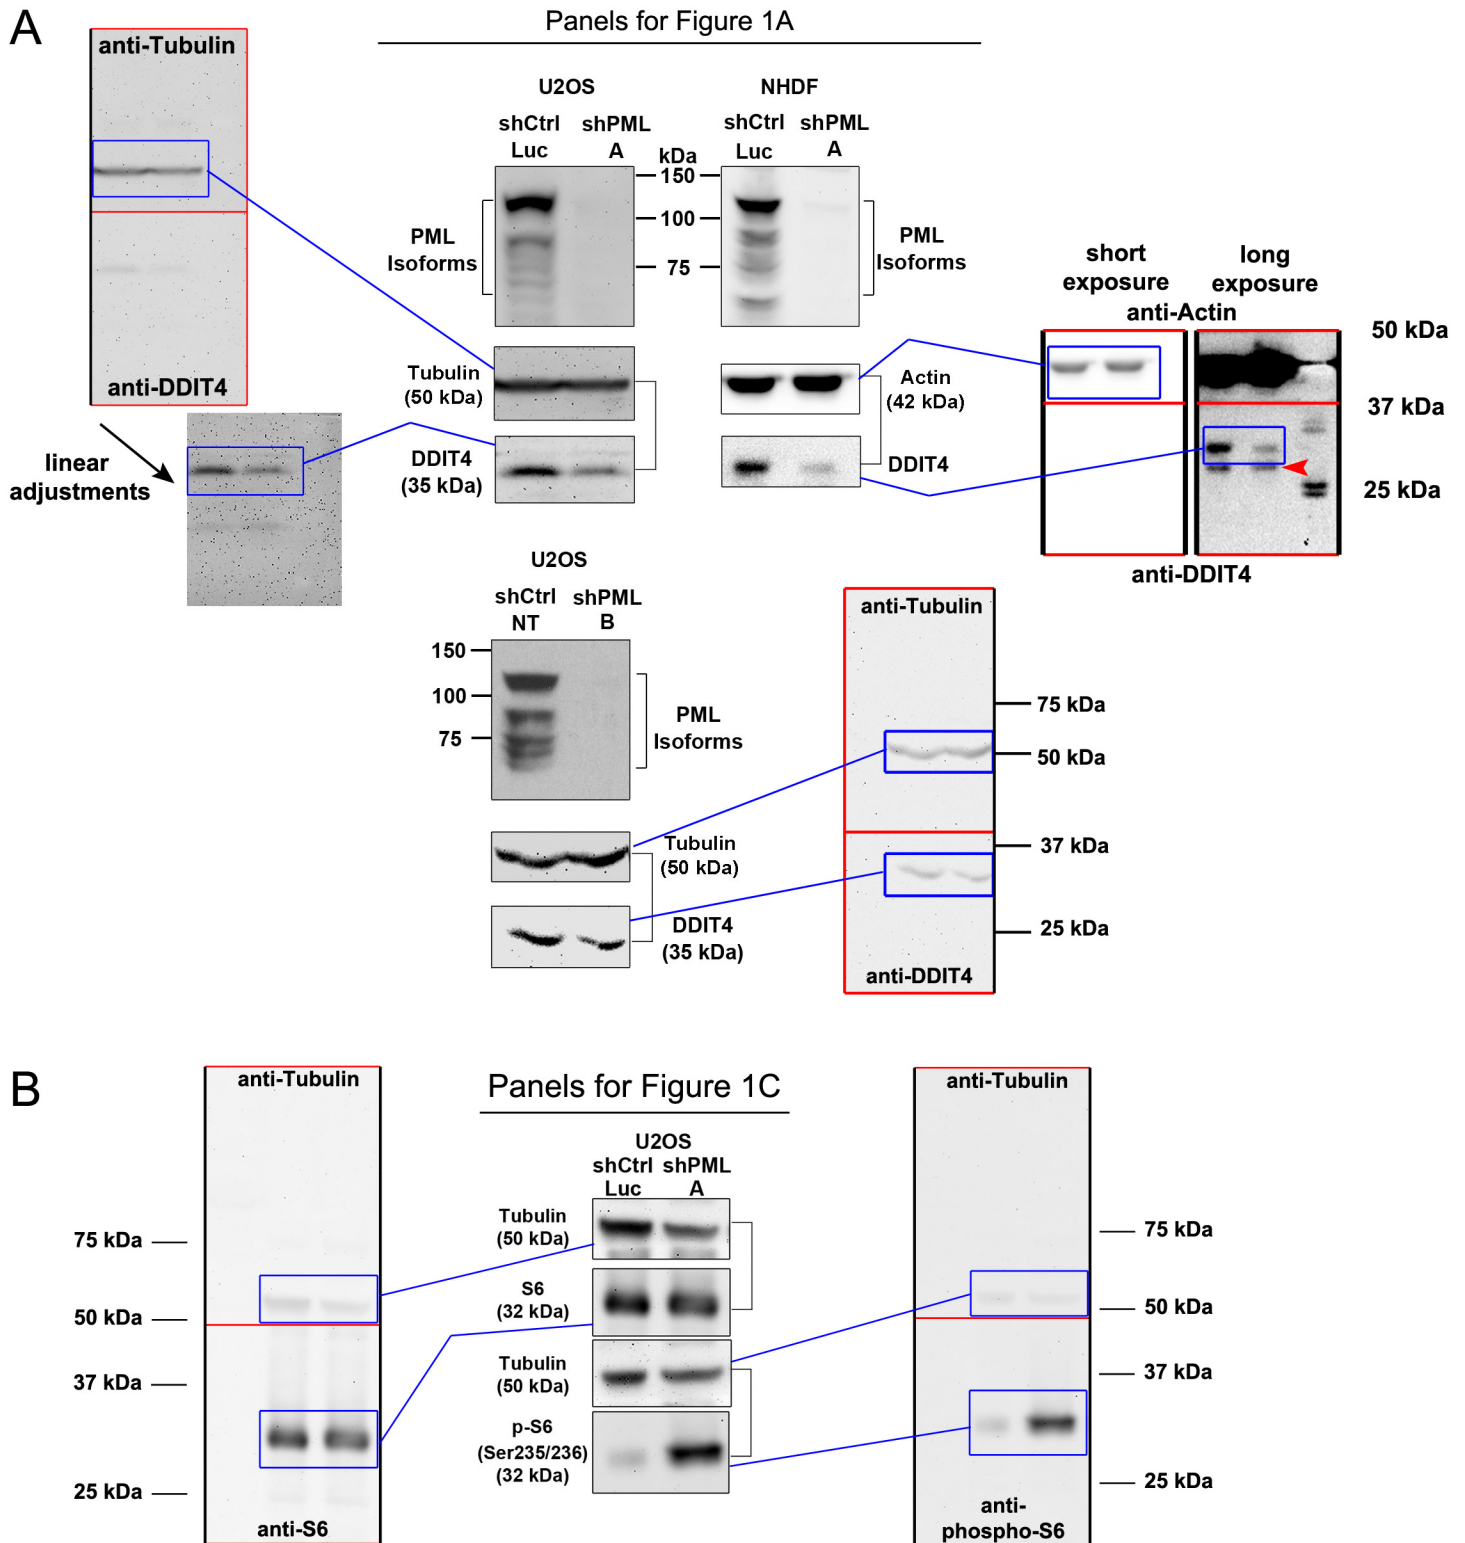 A
Panels for Figure 1A
anti-Tubulin
anti-DDIT4
linear
adjustments
U2OS
shCtrl shPML
Luc A
kDa
150
100
75
PML
Isoforms
Tubulin
(50 kDa)
DDIT4
(35 kDa)
NHDF
shCtrl shPML
Luc A
PML
Isoforms
Actin
(42 kDa)
DDIT4
short
exposure
long
exposure
anti-Actin
50 kDa
37 kDa
25 kDa
anti-DDIT4
U2OS
shCtrl shPML
NT B
150
100
75
PML
Isoforms
Tubulin
(50 kDa)
DDIT4
(35 kDa)
anti-Tubulin
75 kDa
50 kDa
37 kDa
25 kDa
anti-DDIT4
B
Panels for Figure 1C
anti-Tubulin
75 kDa
50 kDa
37 kDa
25 kDa
anti-S6
U2OS
shCtrl shPML
Luc A
Tubulin
(50 kDa)
S6
(32 kDa)
Tubulin
(50 kDa)
p-S6
(Ser235/236)
(32 kDa)
anti-Tubulin
75 kDa
50 kDa
37 kDa
25 kDa
anti-
phospho-S6